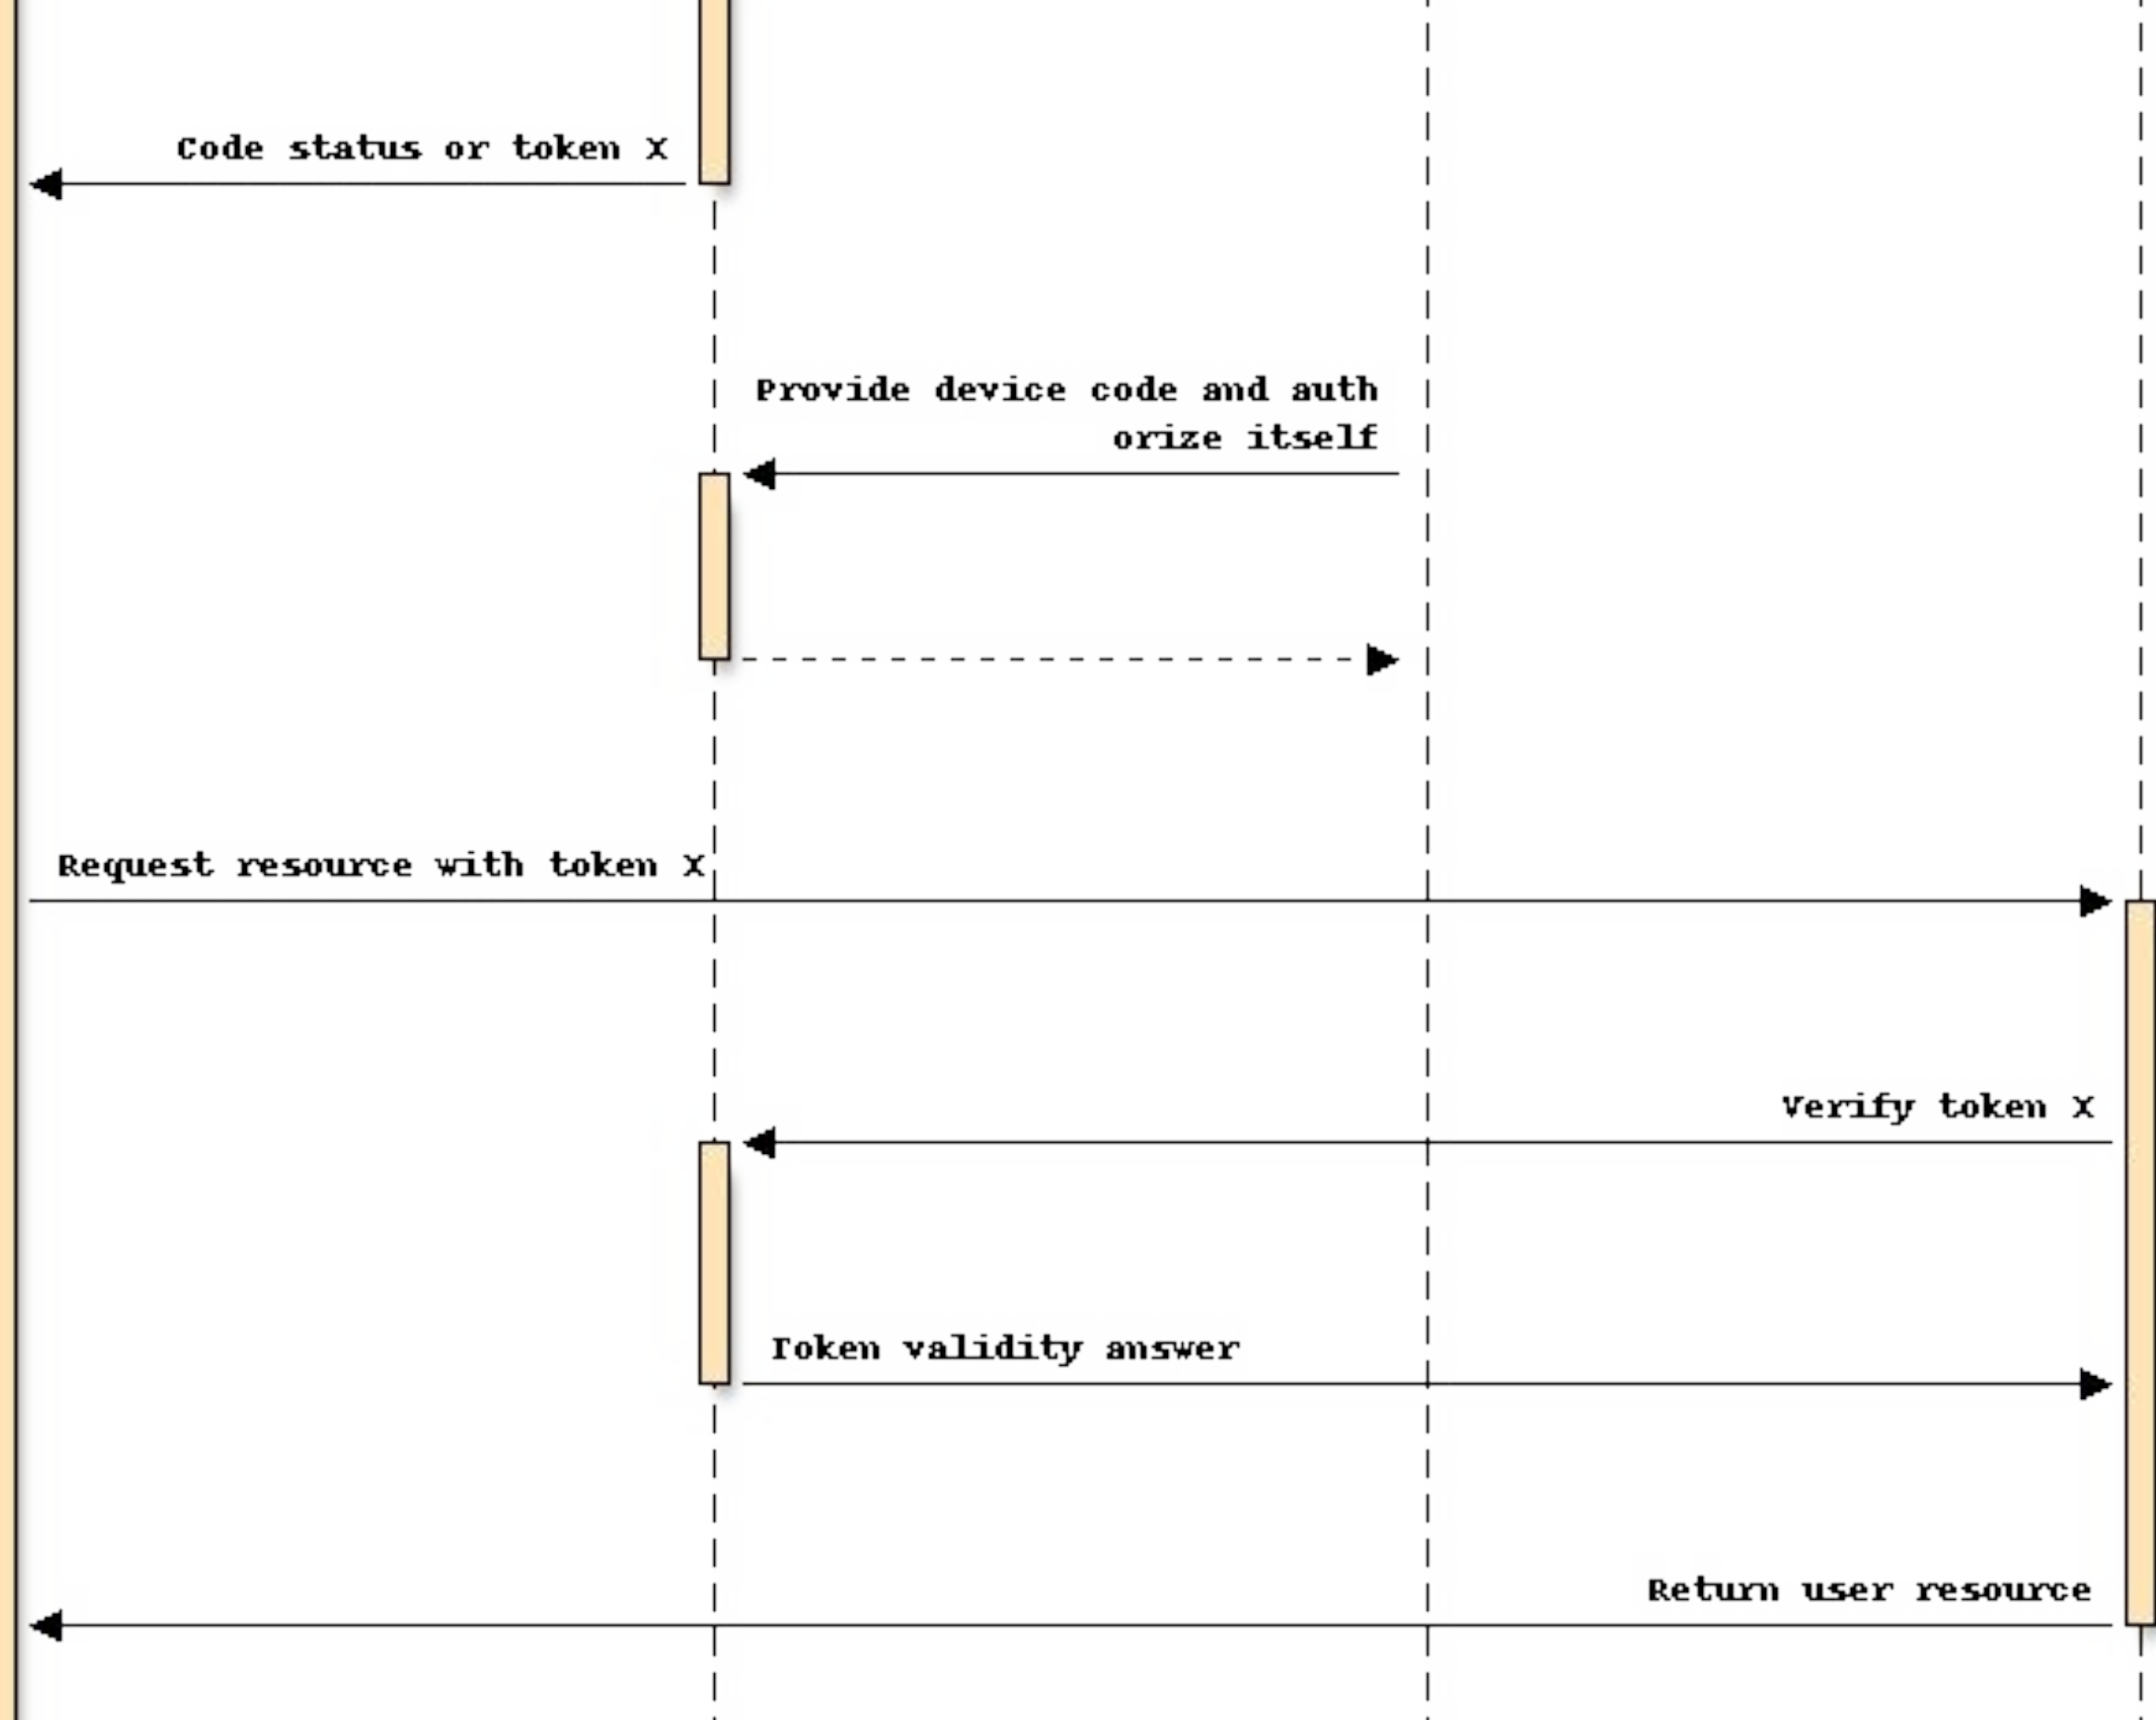 Code status or token X
Provide device code and auth
orize itself
Request resource with token X
Verify token X
Token validity answer
Return user resource